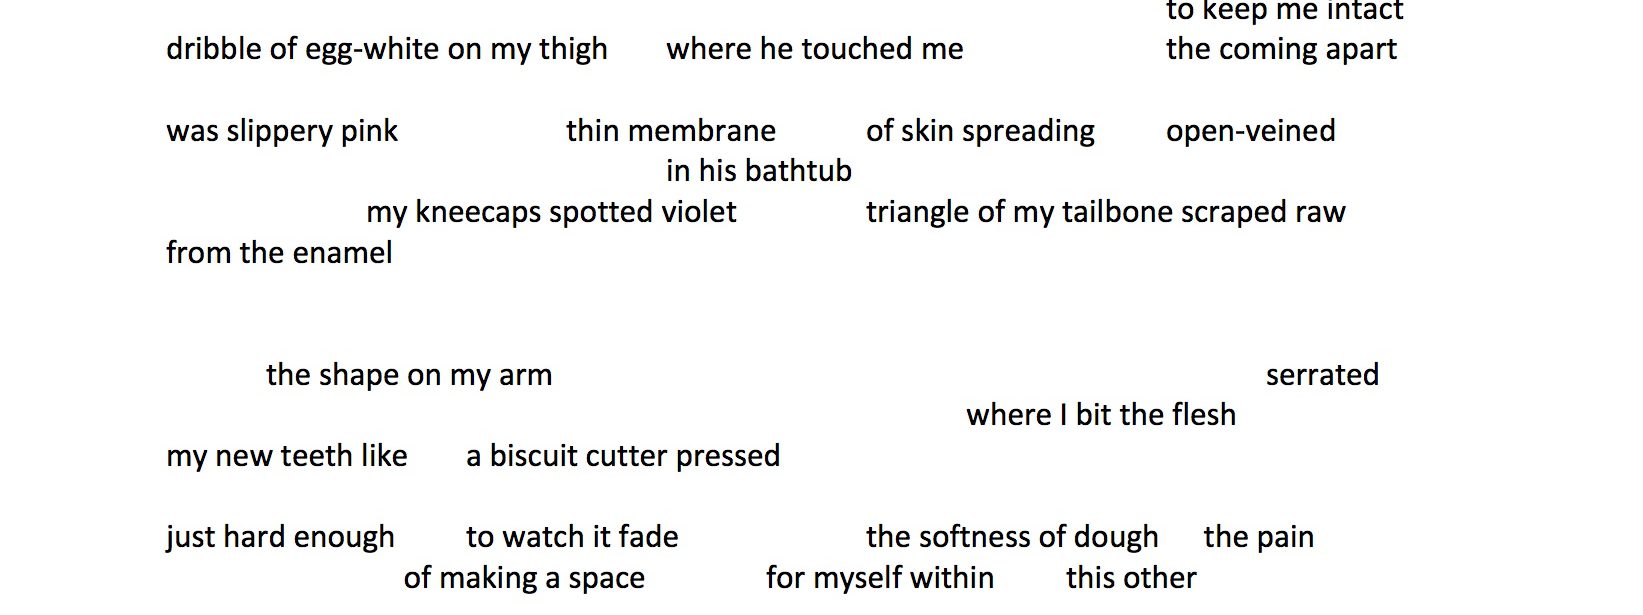 to keep me intact
dribble of egg-white on my thigh where he touched me the coming apart
was slippery pink thin membrane of skin spreading open-veined
in his bathtub
my kneecaps spotted violet triangle of my tailbone scraped raw
from the enamel
the shape on my arm serrated
where I bit the flesh
my new teeth like a biscuit cutter pressed
just hard enough to watch it fade the softness of dough the pain
of making a space for myself within this other